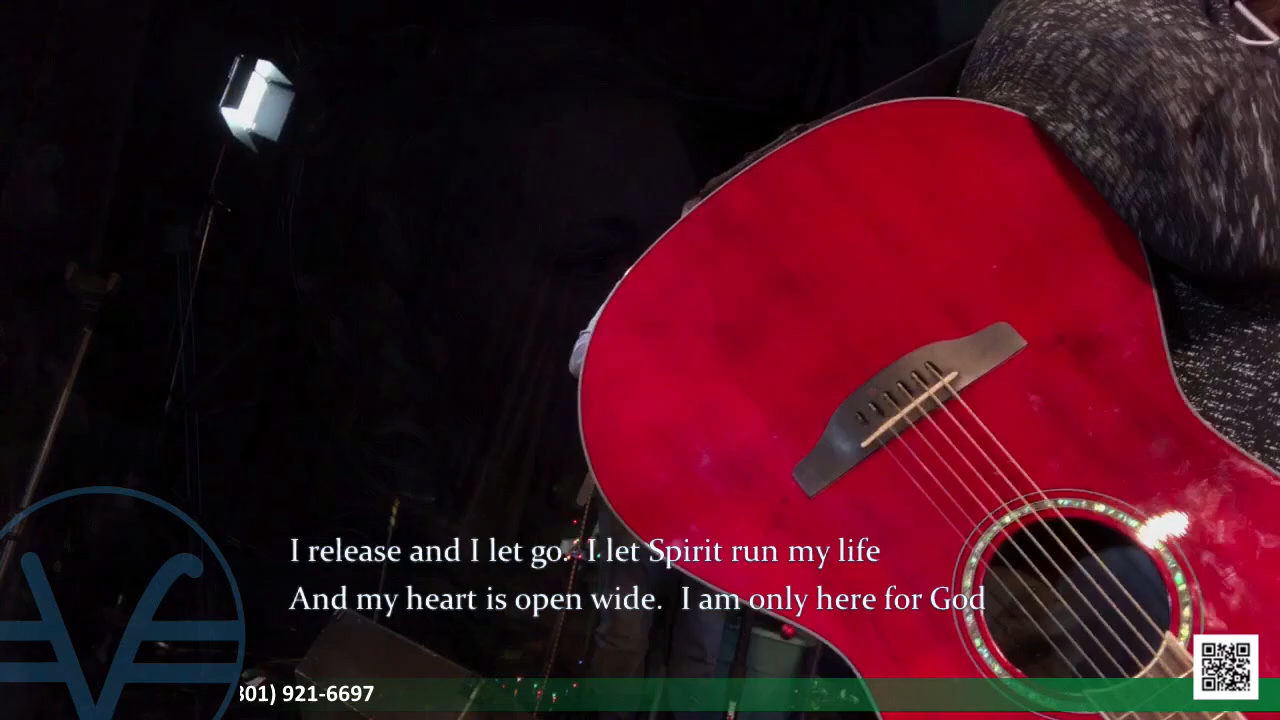 I release and I let go.  I let Spirit run my life
And my heart is open wide.  I am only here for God
301) 921-6697